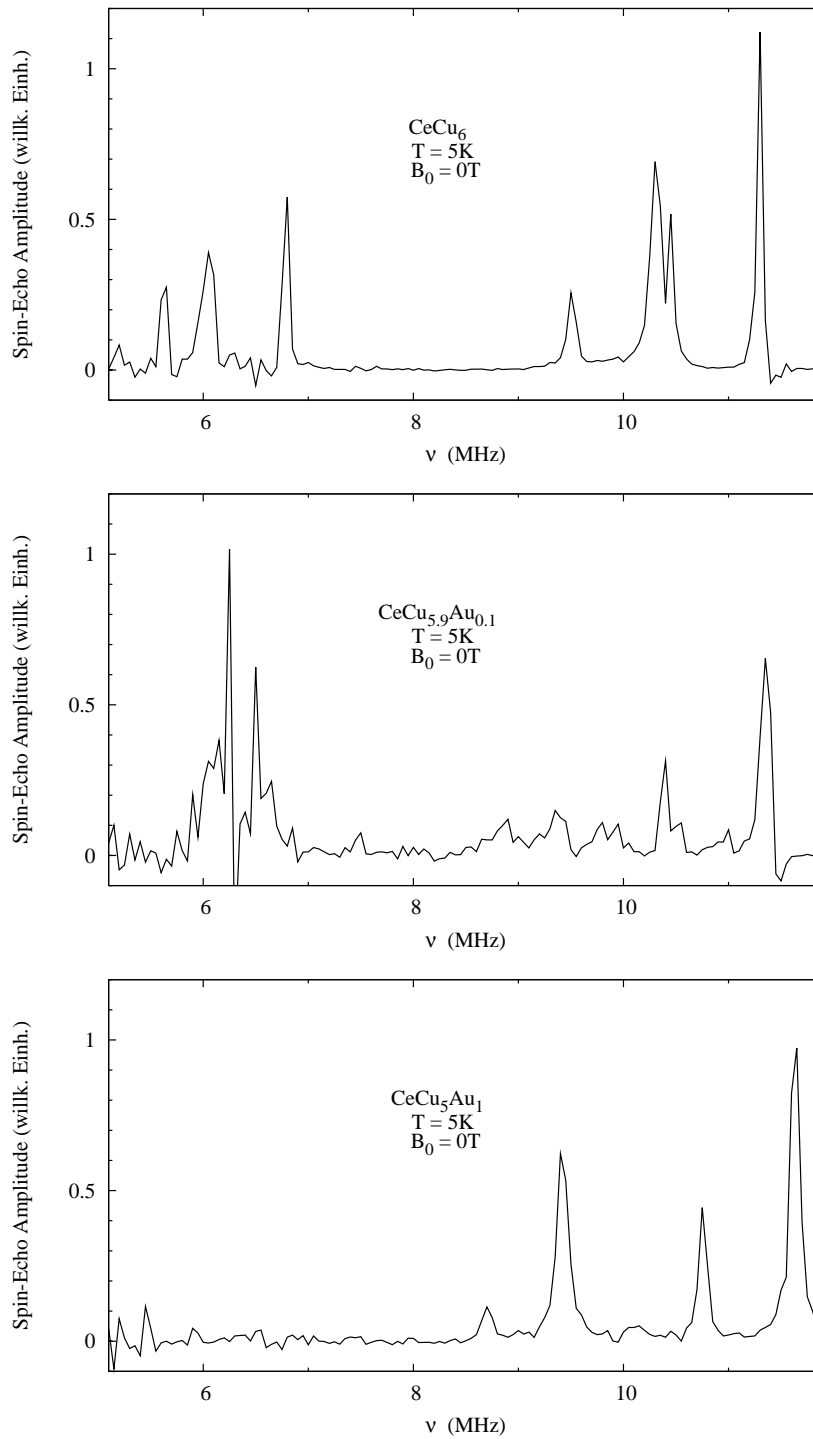 Spin-Echo Amplitude (willk. Einh.)
1
0.5
0
CeCu6
T = 5K
B0 = 0T
6 8 10
ν (MHz)
Spin-Echo Amplitude (willk. Einh.)
1
0.5
0
CeCu5.9Au0.1
T = 5K
B0 = 0T
6 8 10
ν (MHz)
Spin-Echo Amplitude (willk. Einh.)
1
0.5
0
CeCu5Au1
T = 5K
B0 = 0T
6 8 10
ν (MHz)